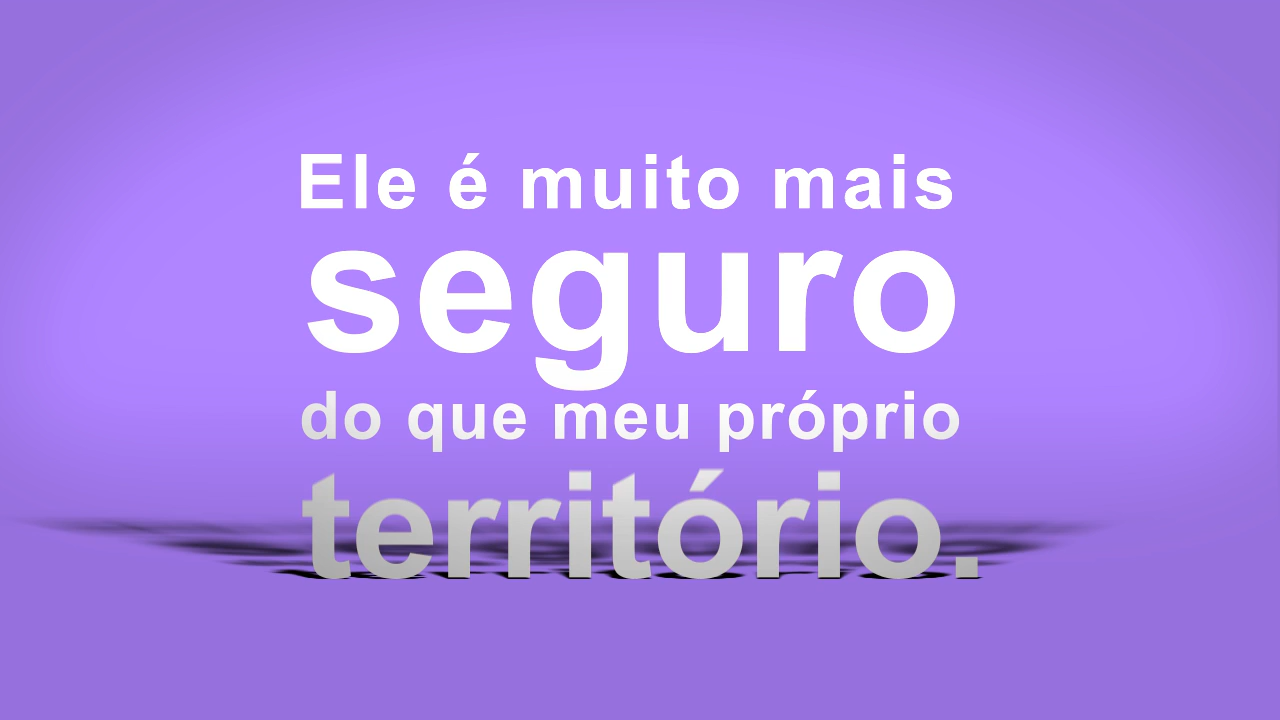 Ele é muito mais
seguro
do que meu próprio
território.